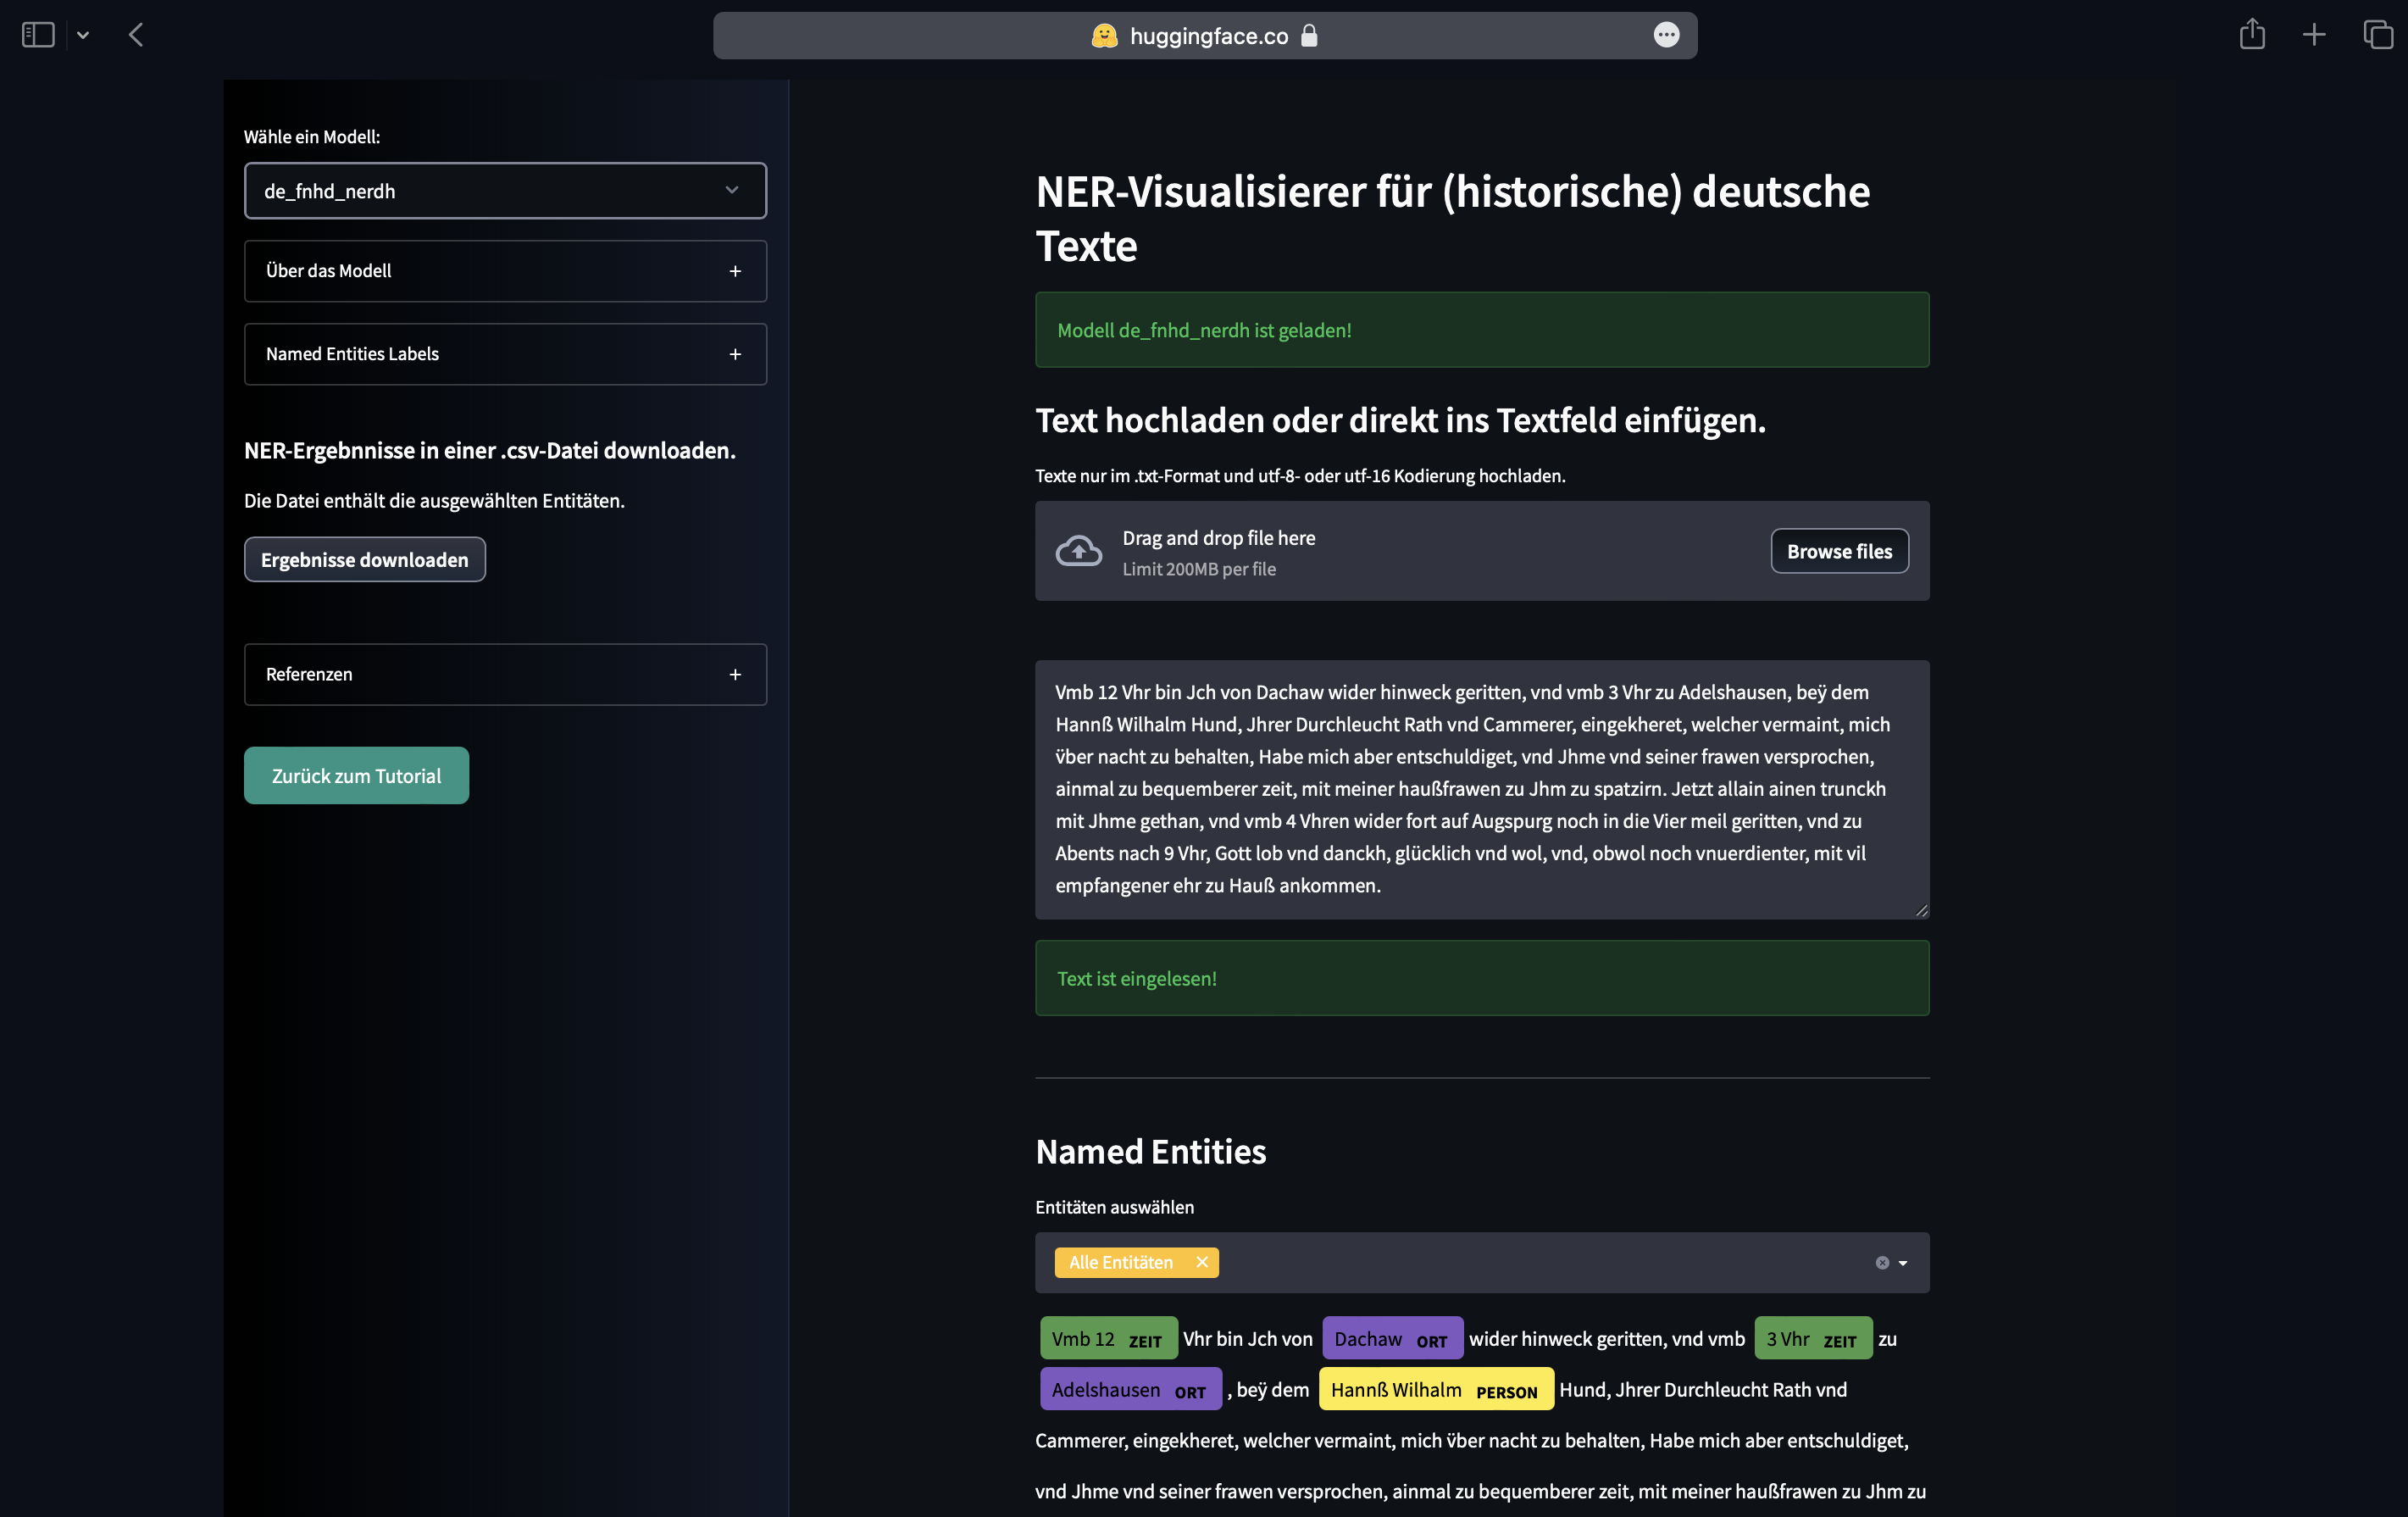 huggingface.co
Wähle ein Modell:
de_fnhd_nerdh
Über das Modell +
Named Entities Labels +
NER-Ergebnnisse in einer .csv-Datei downloaden.
Die Datei enthält die ausgewählten Entitäten.
Ergebnisse downloaden
Referenzen +
Zurück zum Tutorial
NER-Visualisierer für (historische) deutsche
Texte
Modell de_fnhd_nerdh ist geladen!
Text hochladen oder direkt ins Textfeld einfügen.
Texte nur im .txt-Format und utf-8- oder utf-16 Kodierung hochladen.
Drag and drop file here
Limit 200MB per file
Browse files
Vmb 12 Vhr bin Jch von Dachaw wider hinweck geritten, vnd vmb 3 Vhr zu Adelshausen, beÿ dem
Hannß Wilhalm Hund, Jhrer Durchleucht Rath vnd Cammerer, eingekheret, welcher vermaint, mich
v̈ber nacht zu behalten, Habe mich aber entschuldiget, vnd Jhme vnd seiner frawen versprochen,
ainmal zu bequemberer zeit, mit meiner haußfrawen zu Jhm zu spatzirn. Jetzt allain ainen trunckh
mit Jhme gethan, vnd vmb 4 Vhren wider fort auf Augspurg noch in die Vier meil geritten, vnd zu
Abents nach 9 Vhr, Gott lob vnd danckh, glücklich vnd wol, vnd, obwol noch vnuerdienter, mit vil
empfangener ehr zu Hauß ankommen.
Text ist eingelesen!
Named Entities
Entitäten auswählen
Alle Entitäten
Vmb 12 ZEIT Vhr bin Jch von Dachaw ORT wider hinweck geritten, vnd vmb 3 Vhr ZEIT zu
Adelshausen ORT , beÿ dem Hannß Wilhalm PERSON Hund, Jhrer Durchleucht Rath vnd
Cammerer, eingekheret, welcher vermaint, mich v̈ber nacht zu behalten, Habe mich aber entschuldiget,
vnd Jhme vnd seiner frawen versprochen, ainmal zu bequemberer zeit, mit meiner haußfrawen zu Jhm zu